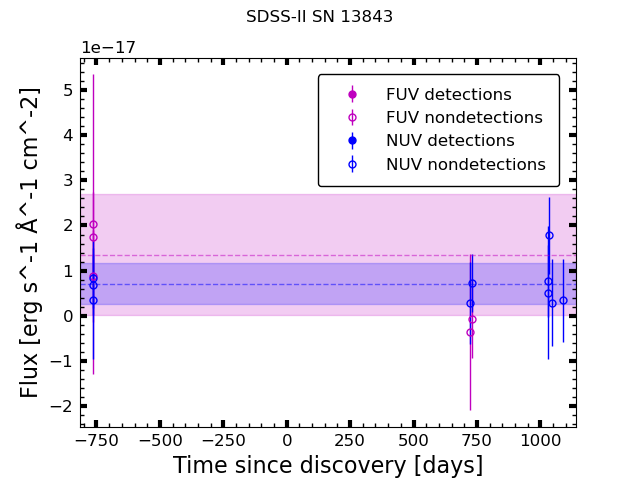 SDSS-II SN 13843
1e−17
FUV detections
FUV nondetections
NUV detections
NUV nondetections
5
4
3
2
1
0
−1
−2
Flux [erg s^-1 Å^-1 cm^-2]
−750 −500 −250 0 250 500 750 1000
Time since discovery [days]